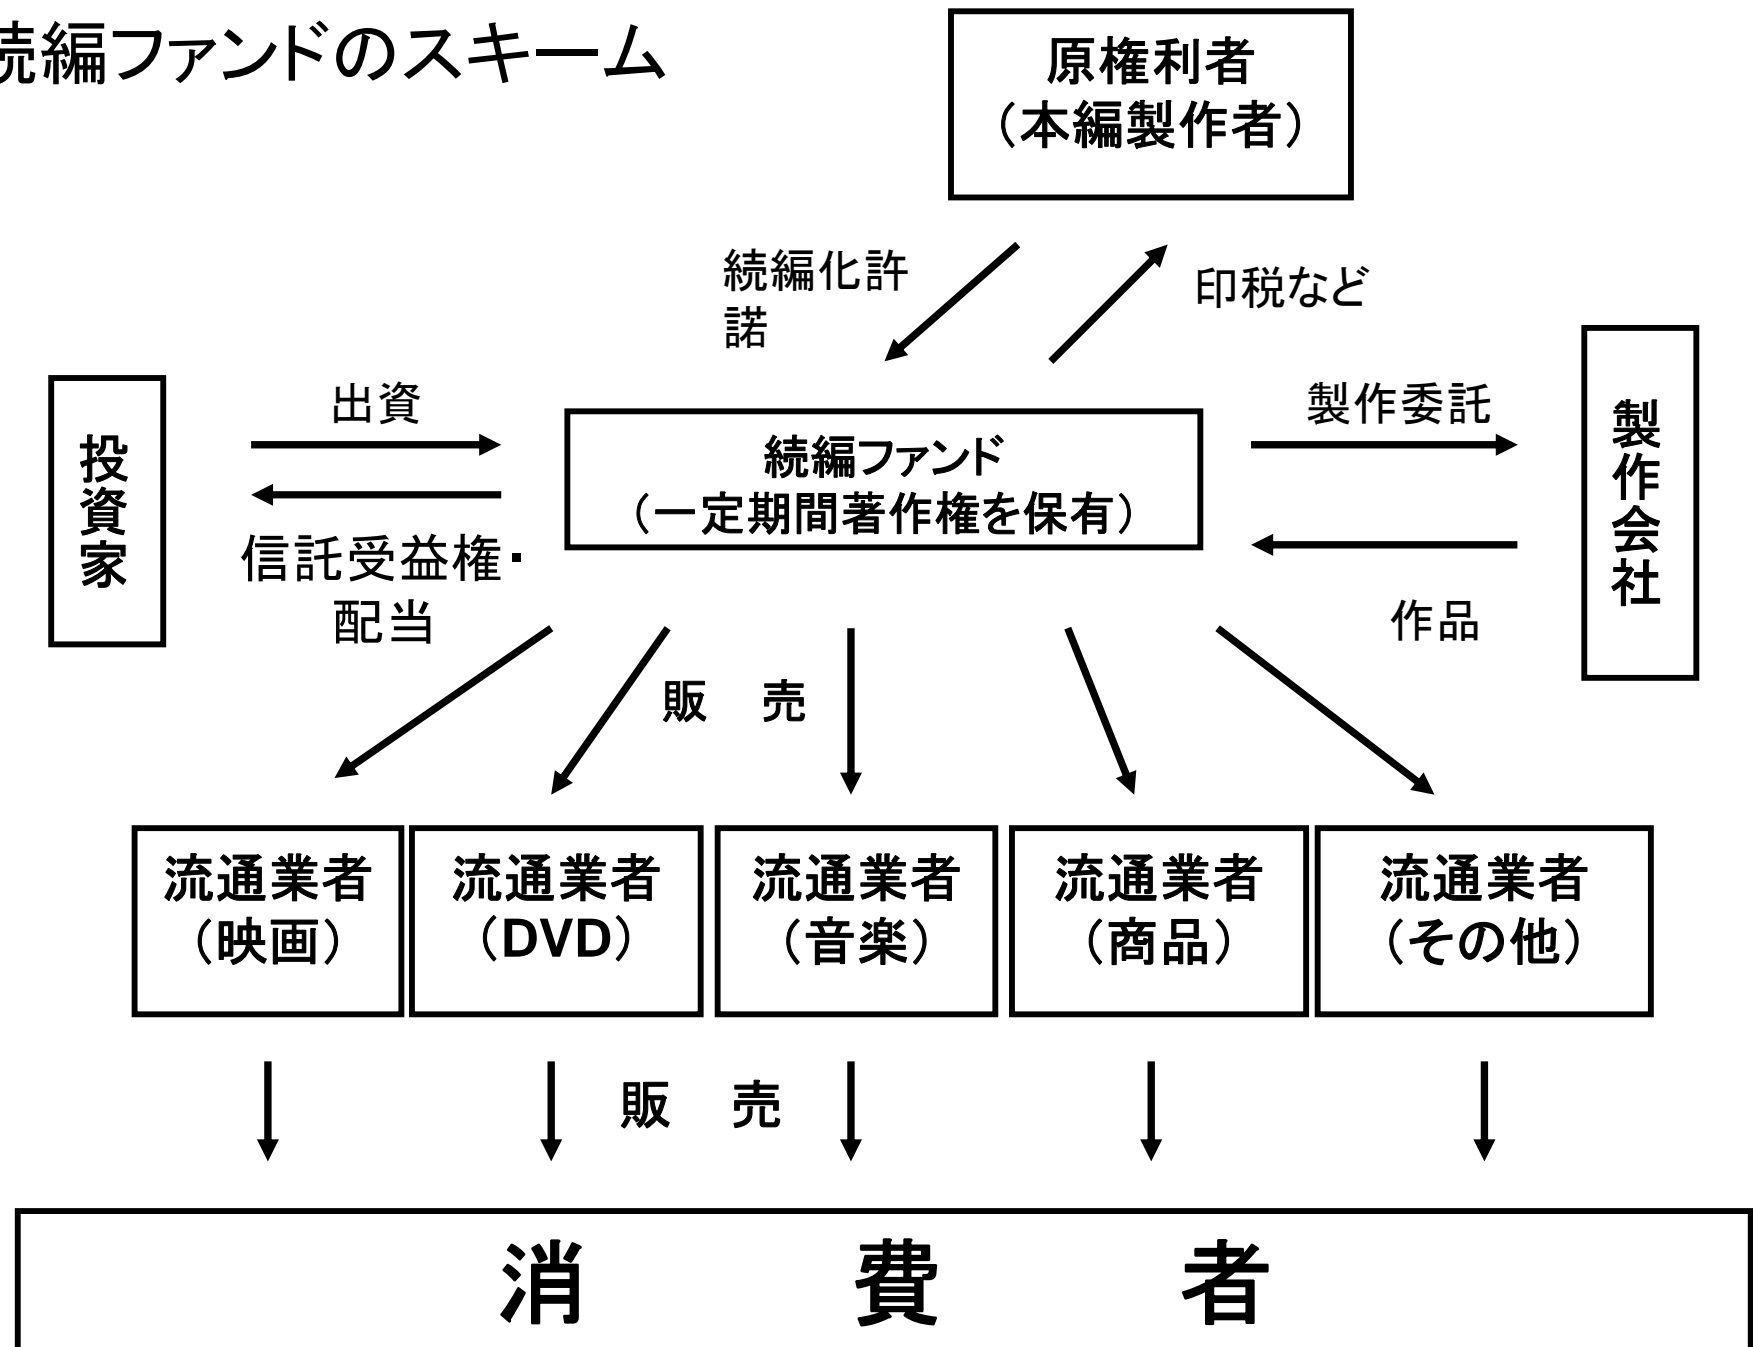 続編ファンドのスキーム
原権利者
（本編製作者）
続編化許
諾
印税など
投資家
出資
信託受益権・
配当
続編ファンド
（一定期間著作権を保有）
製作委託
作品
製作会社
販　売
流通業者
（映画）
流通業者
（DVD）
流通業者
（音楽）
流通業者
（商品）
流通業者
（その他）
販　売
消　費　者